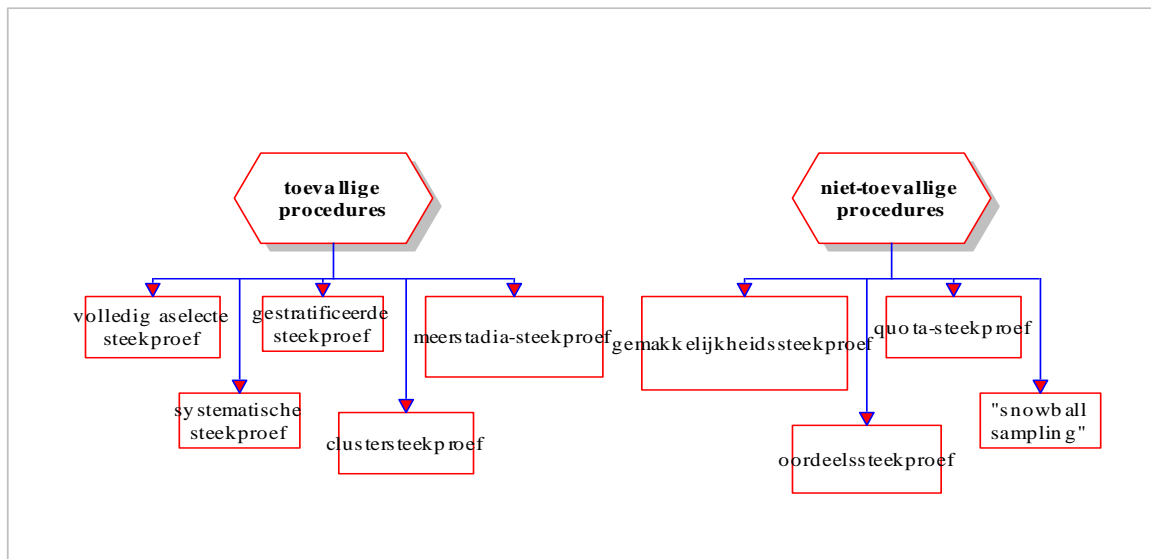 toevallige
procedures
volledig aselecte
steekproef
systematische
steekproef
gestratificeerde
steekproef
clustersteekproef
meerstadia-steekproef
niet-toevallige
procedures
gemakkelijkheidssteekproef
oordeelssteekproef
quota-steekproef
"snowball
sampling"